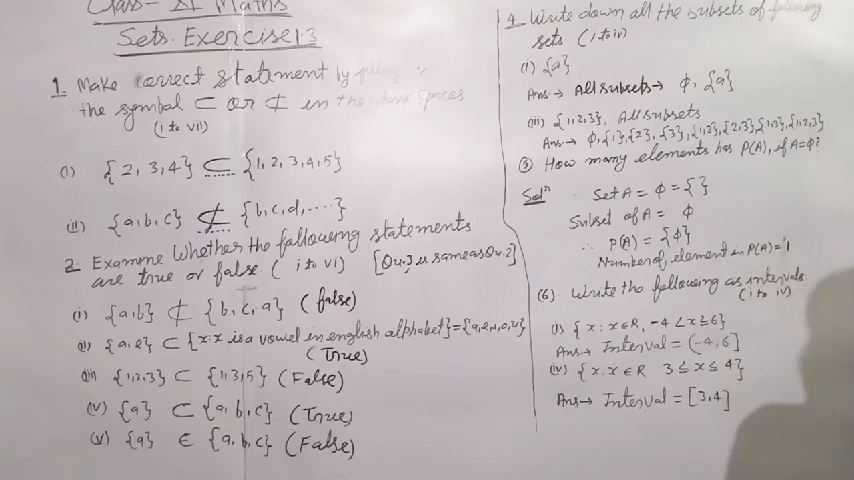 Class- XI Maths
Sets Exercise 1.3
1. Make correct statement by
the symbol ⊂ or ⊄ in the blank spaces
(i to vii)
(i) {2, 3, 4} ⊂ {1, 2, 3, 4, 5}
(ii) {a, b, c} ⊄ {b, c, d, ....}
2. Examine whether the following statements
are true or false. (i to vi) [Qu.3 is same as Qu.2]
(i) {a, b} ⊄ {b, c, a} (false)
(ii) {a, e} ⊂ {x: x is a vowel in english alphabet} = {a, e, i, o, u}
(True)
(iii) {1, 2, 3} ⊂ {1, 3, 5} (False)
(iv) {a} ⊂ {a, b, c} (True)
(v) {a} ∈ {a, b, c} (False)
4. Write down all the subsets of following
sets (i to iv)
(i) {a}
Ans.→ All subsets → ϕ, {a}
(iii) {1, 2, 3}, All subsets
Ans → ϕ, {1}, {2}, {3}, {1, 2}, {2, 3}, {1, 3}, {1, 2, 3}
(5) How many elements has P(A), if A = ϕ?
Solⁿ Set A = ϕ = { }
Subset of A = ϕ
∴ P(A) = {ϕ}
Number of element in P(A) = 1
(6). Write the following as intervals
(i to iv)
(i) {x : x ∈ R, -4 < x ≤ 6}
Ans → Interval = (-4, 6]
(iv) {x : x ∈ R 3 ≤ x ≤ 4}
Ans → Interval = [3, 4]